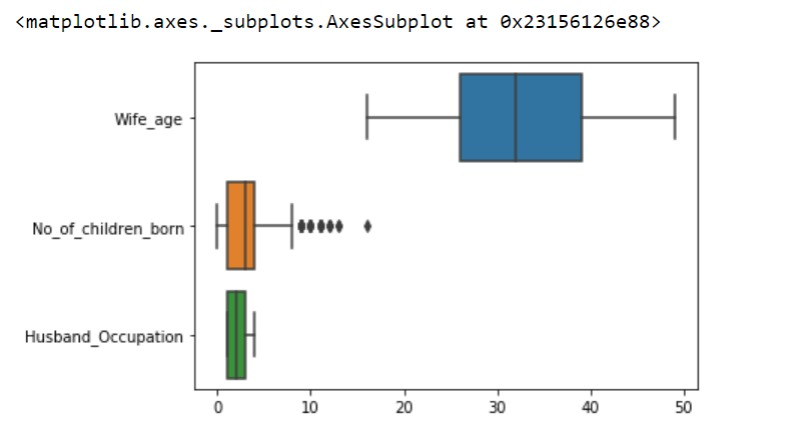 <matplotlib.axes._subplots.AxesSubplot at 0x23156126e88>
Wife_age
No_of_children_born
Husband_Occupation
0 10 20 30 40 50